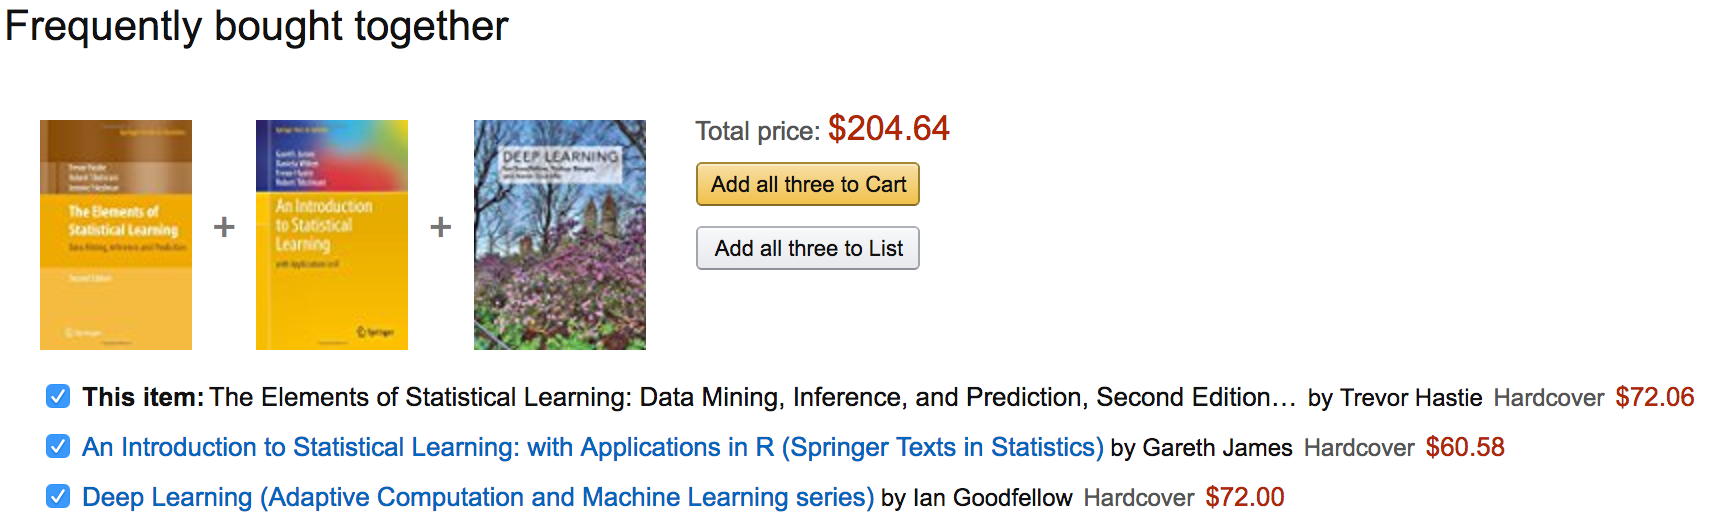 Frequently bought together
The Elements of
Statistical Learning
An Introduction
to Statistical
Learning
Springer
DEEP LEARNING
+
+
Total price: $204.64
Add all three to Cart
Add all three to List
This item: The Elements of Statistical Learning: Data Mining, Inference, and Prediction, Second Edition… by Trevor Hastie Hardcover $72.06
An Introduction to Statistical Learning: with Applications in R (Springer Texts in Statistics) by Gareth James Hardcover $60.58
Deep Learning (Adaptive Computation and Machine Learning series) by Ian Goodfellow Hardcover $72.00